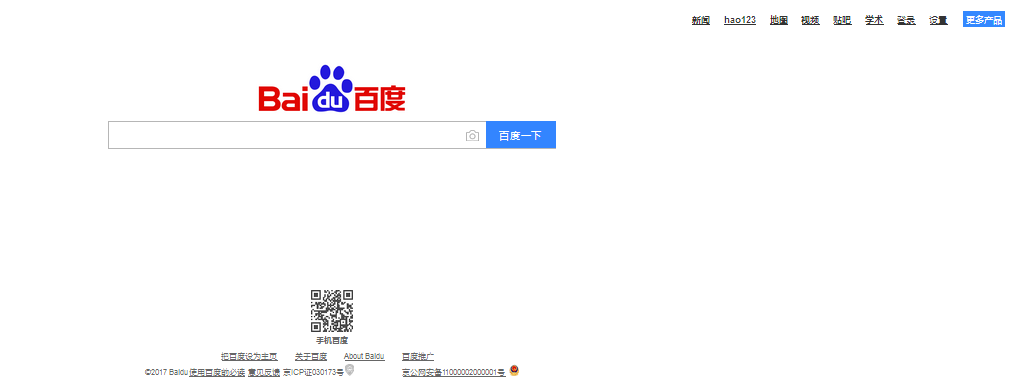 新闻 hao123 地图 视频 贴吧 学术 登录 设置 更多产品
Bai du 百度
百度一下
手机百度
把百度设为主页 关于百度 About Baidu 百度推广
©2017 Baidu 使用百度前必读 意见反馈 京ICP证030173号 京公网安备11000002000001号